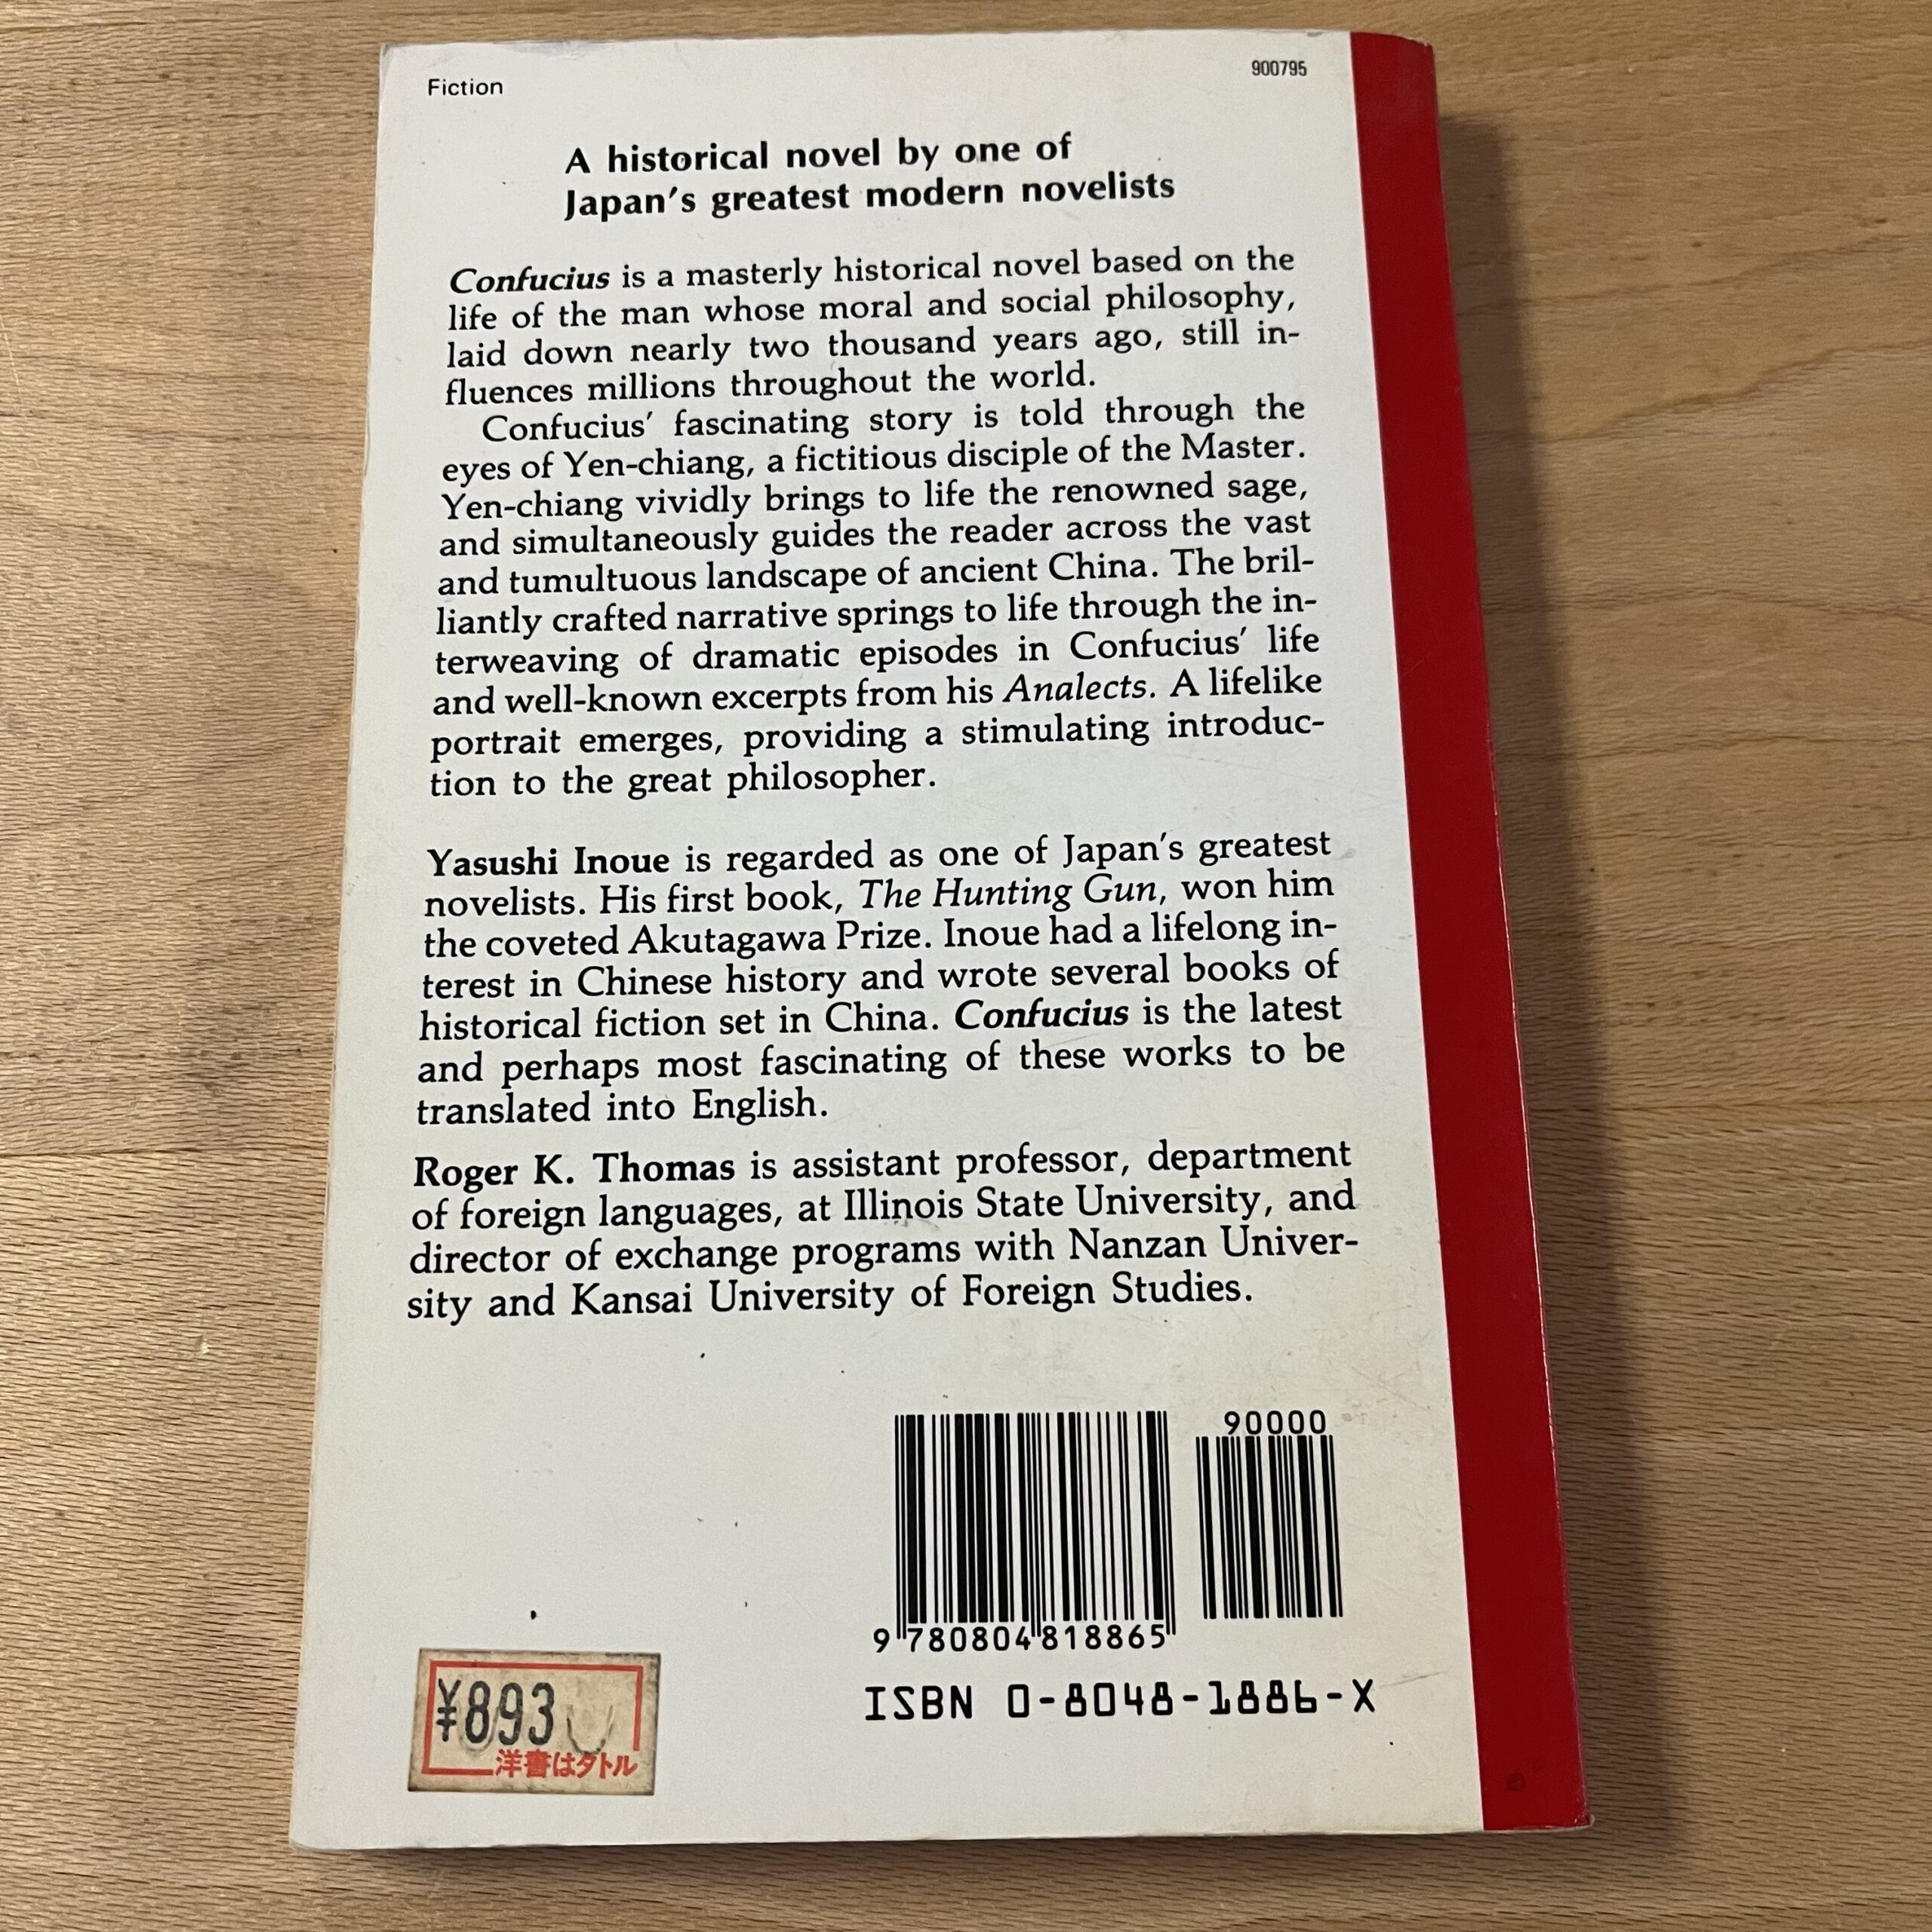 Fiction
900795
A historical novel by one of
Japan's greatest modern novelists
Confucius is a masterly historical novel based on the
life of the man whose moral and social philosophy,
laid down nearly two thousand years ago, still in-
fluences millions throughout the world.
Confucius' fascinating story is told through the
eyes of Yen-chiang, a fictitious disciple of the Master.
Yen-chiang vividly brings to life the renowned sage,
and simultaneously guides the reader across the vast
and tumultuous landscape of ancient China. The bril-
liantly crafted narrative springs to life through the in-
terweaving of dramatic episodes in Confucius' life
and well-known excerpts from his Analects. A lifelike
portrait emerges, providing a stimulating introduc-
tion to the great philosopher.
Yasushi Inoue is regarded as one of Japan's greatest
novelists. His first book, The Hunting Gun, won him
the coveted Akutagawa Prize. Inoue had a lifelong in-
terest in Chinese history and wrote several books of
historical fiction set in China. Confucius is the latest
and perhaps most fascinating of these works to be
translated into English.
Roger K. Thomas is assistant professor, department
of foreign languages, at Illinois State University, and
director of exchange programs with Nanzan Univer-
sity and Kansai University of Foreign Studies.
90000
9 780804 818865
ISBN 0-8048-1886-X
¥893
洋書はタトル